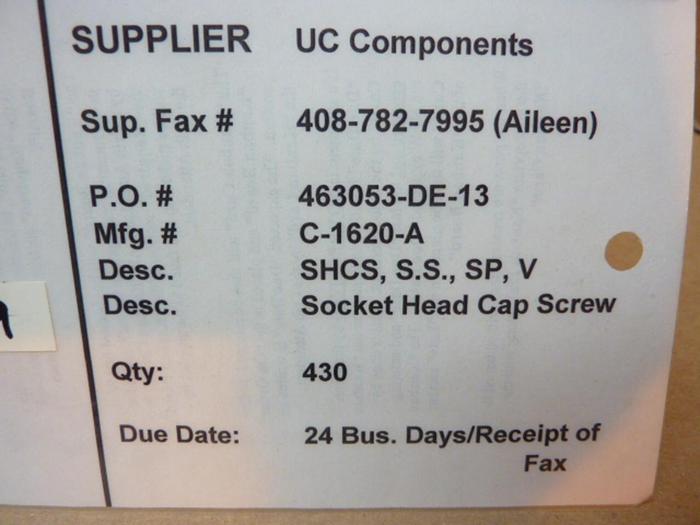 SUPPLIER UC Components
Sup. Fax # 408-782-7995 (Aileen)
P.O. # 463053-DE-13
Mfg. # C-1620-A
Desc. SHCS, S.S., SP, V
Desc. Socket Head Cap Screw
Qty: 430
Due Date: 24 Bus. Days/Receipt of
Fax